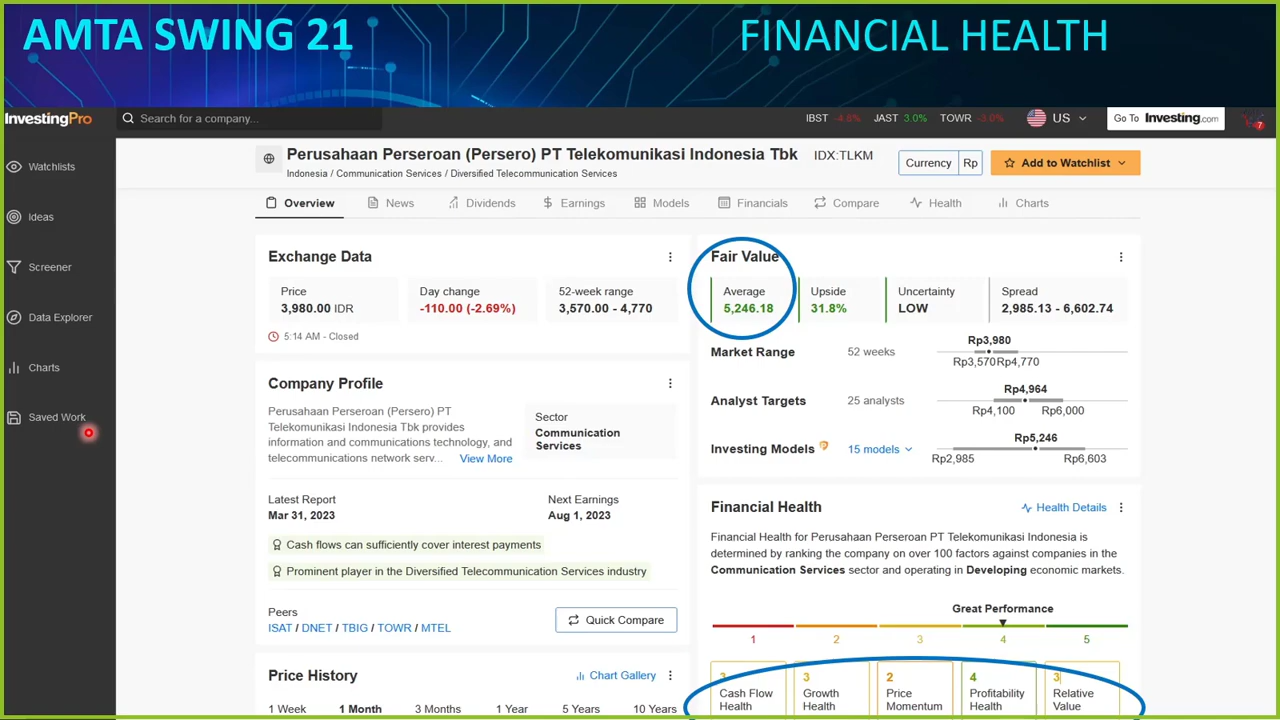 AMTA SWING 21
FINANCIAL HEALTH
InvestingPro
Search for a company...
IBST -4.8% JAST 3.0% TOWR -3.0%
US
Go To Investing.com
7
Watchlists
Ideas
Screener
Data Explorer
Charts
Saved Work
Perusahaan Perseroan (Persero) PT Telekomunikasi Indonesia Tbk IDX:TLKM
Indonesia / Communication Services / Diversified Telecommunication Services
Currency Rp
Add to Watchlist
Overview News Dividends Earnings Models Financials Compare Health Charts
Exchange Data
Price
3,980.00 IDR
Day change
-110.00 (-2.69%)
52-week range
3,570.00 - 4,770
5:14 AM - Closed
Company Profile
Perusahaan Perseroan (Persero) PT
Telekomunikasi Indonesia Tbk provides
information and communications technology, and
telecommunications network serv... View More
Sector
Communication
Services
Latest Report
Mar 31, 2023
Next Earnings
Aug 1, 2023
Cash flows can sufficiently cover interest payments
Prominent player in the Diversified Telecommunication Services industry
Peers
ISAT / DNET / TBIG / TOWR / MTEL
Quick Compare
Price History
Chart Gallery
1 Week 1 Month 3 Months 1 Year 5 Years 10 Years
Fair Value
Average
5,246.18
Upside
31.8%
Uncertainty
LOW
Spread
2,985.13 - 6,602.74
Market Range 52 weeks
Rp3,980
Rp3,570 Rp4,770
Analyst Targets 25 analysts
Rp4,964
Rp4,100 Rp6,000
Investing Models 15 models
Rp5,246
Rp2,985 Rp6,603
Financial Health
Health Details
Financial Health for Perusahaan Perseroan PT Telekomunikasi Indonesia is
determined by ranking the company on over 100 factors against companies in the
Communication Services sector and operating in Developing economic markets.
Great Performance
1 2 3 4 5
3
Cash Flow
Health
3
Growth
Health
2
Price
Momentum
4
Profitability
Health
3
Relative
Value